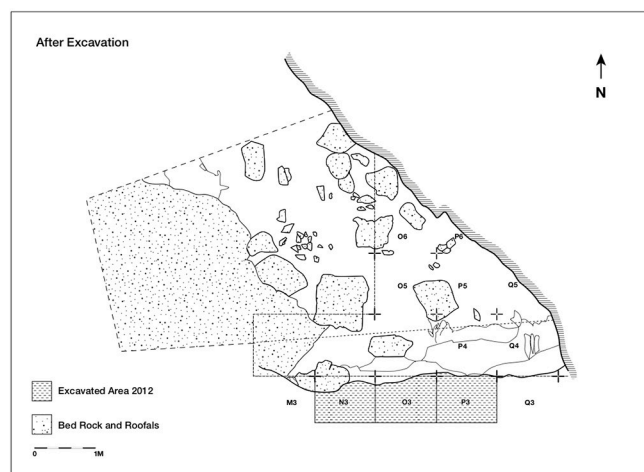 After Excavation
N
O6
P6
O5
P5
Q5
P4
Q4
M3
N3
O3
P3
Q3
Excavated Area 2012
Bed Rock and Roofals
0
1M